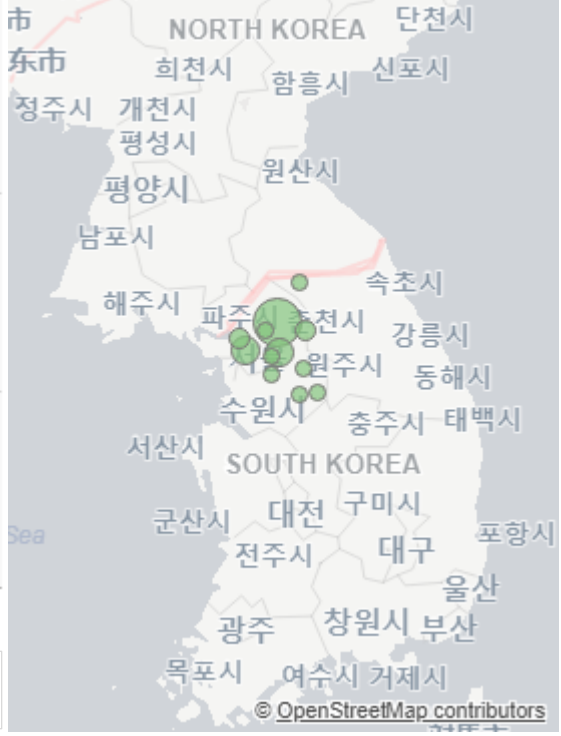 市
NORTH KOREA
단천시
东市
희천시
신포시
함흥시
정주시
개천시
평성시
원산시
평양시
남포시
속초시
해주시
파주시
춘천시
강릉시
서울
원주시
동해시
수원시
충주시
태백시
서산시
SOUTH KOREA
구미시
대전
군산시
포항시
Sea
전주시
대구
울산
광주
창원시
부산
목포시
여수시
거제시
© OpenStreetMap contributors